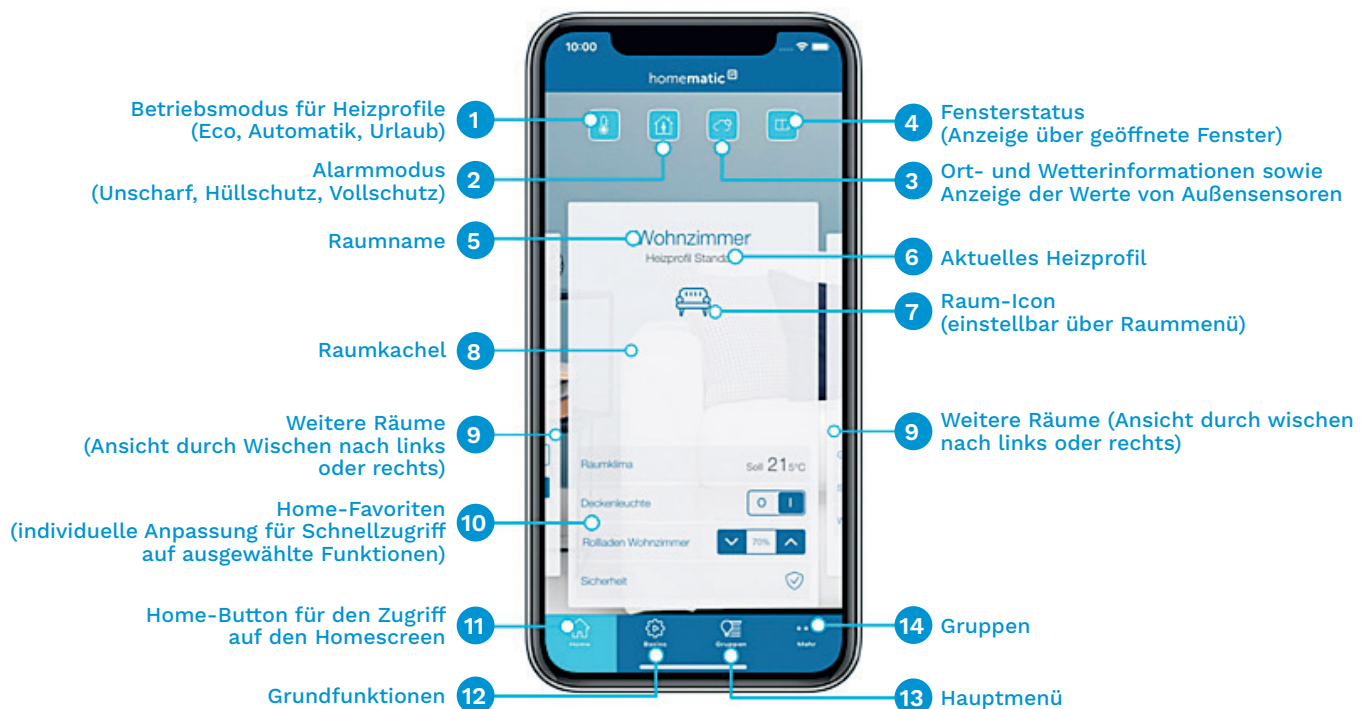 10:00
homematic IP
Betriebsmodus für Heizprofile
(Eco, Automatik, Urlaub)
1
4
Fensterstatus
(Anzeige über geöffnete Fenster)
Alarmmodus
(Unscharf, Hüllschutz, Vollschutz)
2
3
Ort- und Wetterinformationen sowie
Anzeige der Werte von Außensensoren
Raumname
5
Wohnzimmer
Heizprofil Standa
6
Aktuelles Heizprofil
7
Raum-Icon
(einstellbar über Raummenü)
Raumkachel
8
Weitere Räume
(Ansicht durch Wischen nach links
oder rechts)
9
9
Weitere Räume (Ansicht durch wischen
nach links oder rechts)
Raumklima
Soll 21 5°C
Home-Favoriten
(individuelle Anpassung für Schnellzugriff
auf ausgewählte Funktionen)
10
Deckenleuchte
O I
Rollladen Wohnzimmer
70%
Sicherheit
Home-Button für den Zugriff
auf den Homescreen
11
Home
Gruppen
Mehr
14
Gruppen
Grundfunktionen
12
13
Hauptmenü